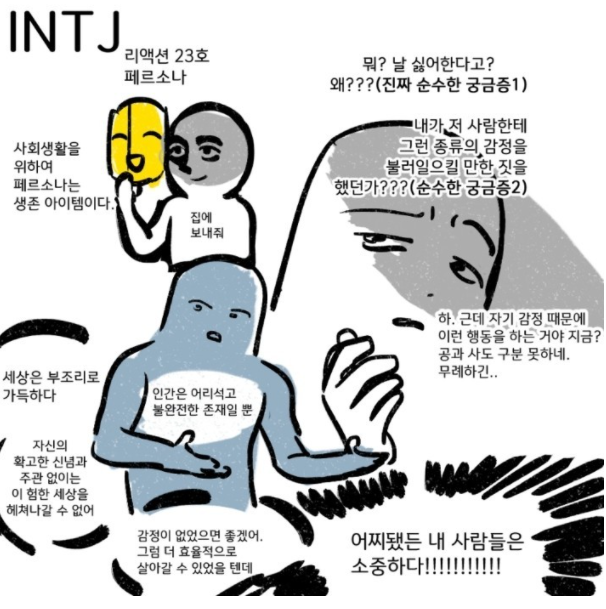 INTJ
리액션 23호
페르소나
뭐? 날 싫어한다고?
왜???(진짜 순수한 궁금증1)
내가 저 사람한테
그런 종류의 감정을
불러일으킬 만한 짓을
했던가???(순수한 궁금증2)
사회생활을
위하여
페르소나는
생존 아이템이다.
집에
보내줘
하. 근데 자기 감정 때문에
이런 행동을 하는 거야 지금?
공과 사도 구분 못하네.
무례하긴..
세상은 부조리로
가득하다
인간은 어리석고
불완전한 존재일 뿐
자신의
확고한 신념과
주관 없이는
이 험한 세상을
헤쳐나갈 수 없어
감정이 없었으면 좋겠어.
그럼 더 효율적으로
살아갈 수 있었을 텐데
어찌됐든 내 사람들은
소중하다!!!!!!!!!!!